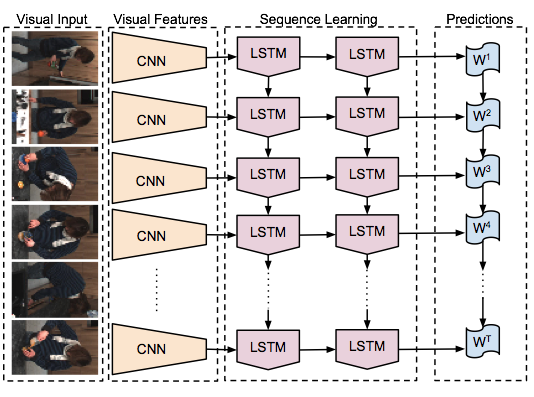 Visual Input Visual Features Sequence Learning Predictions
CNN LSTM LSTM W¹
CNN LSTM LSTM W²
CNN LSTM LSTM W³
CNN LSTM LSTM W⁴
CNN LSTM LSTM Wᵀ